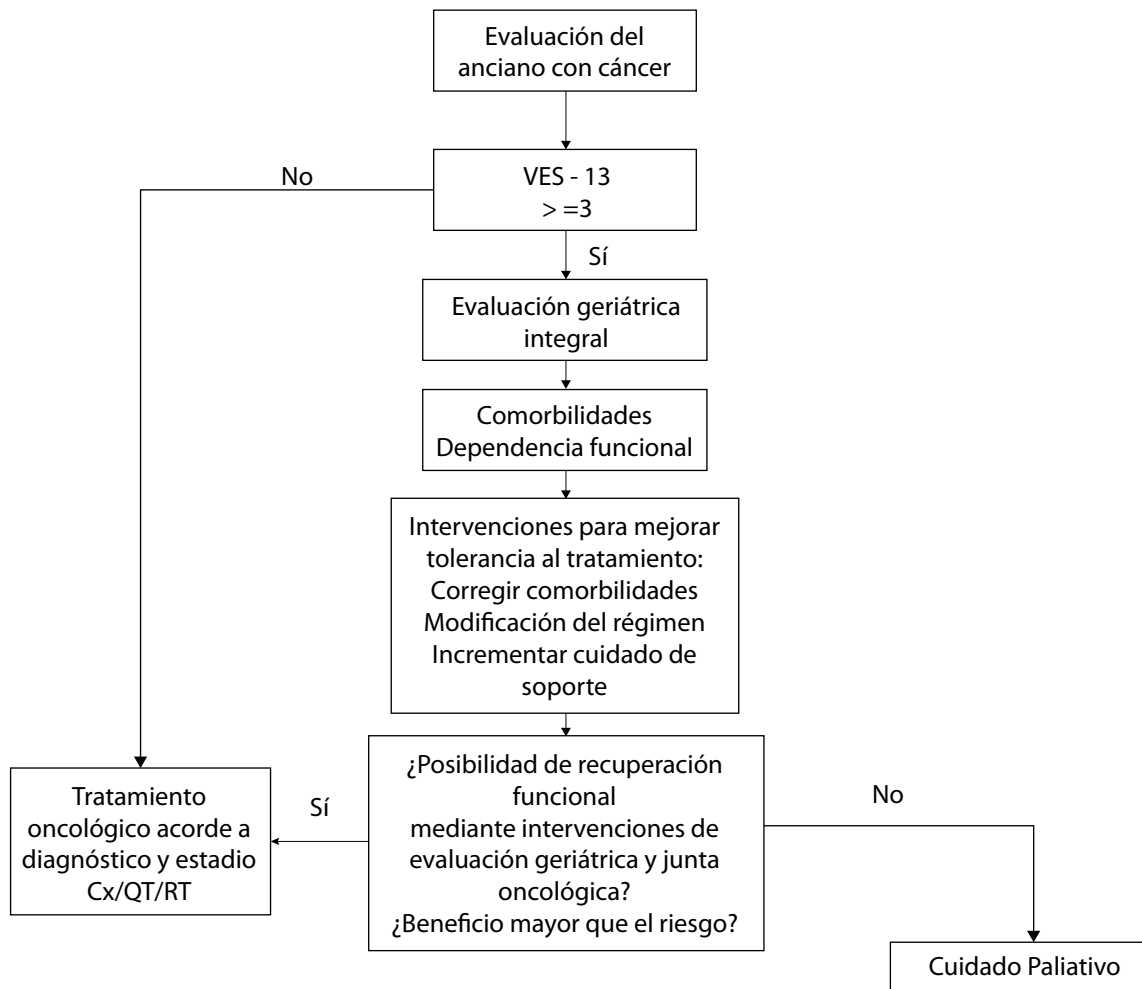 Evaluación del
anciano con cáncer
No
VES - 13
> =3
Sí
Evaluación geriátrica
integral
Comorbilidades
Dependencia funcional
Intervenciones para mejorar
tolerancia al tratamiento:
Corregir comorbilidades
Modificación del régimen
Incrementar cuidado de
soporte
¿Posibilidad de recuperación
funcional
mediante intervenciones de
evaluación geriátrica y junta
oncológica?
¿Beneficio mayor que el riesgo?
Sí
Tratamiento
oncológico acorde a
diagnóstico y estadio
Cx/QT/RT
No
Cuidado Paliativo